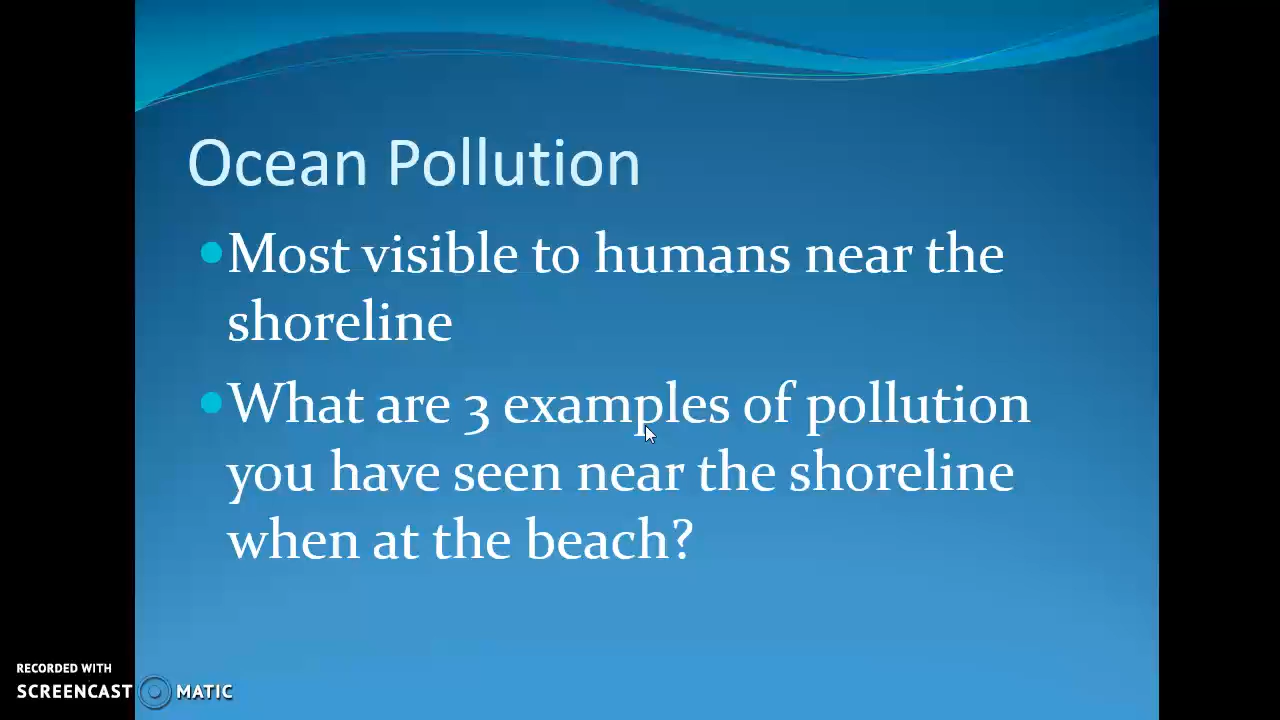 Ocean Pollution
Most visible to humans near the
shoreline
What are 3 examples of pollution
you have seen near the shoreline
when at the beach?
RECORDED WITH
SCREENCAST MATIC